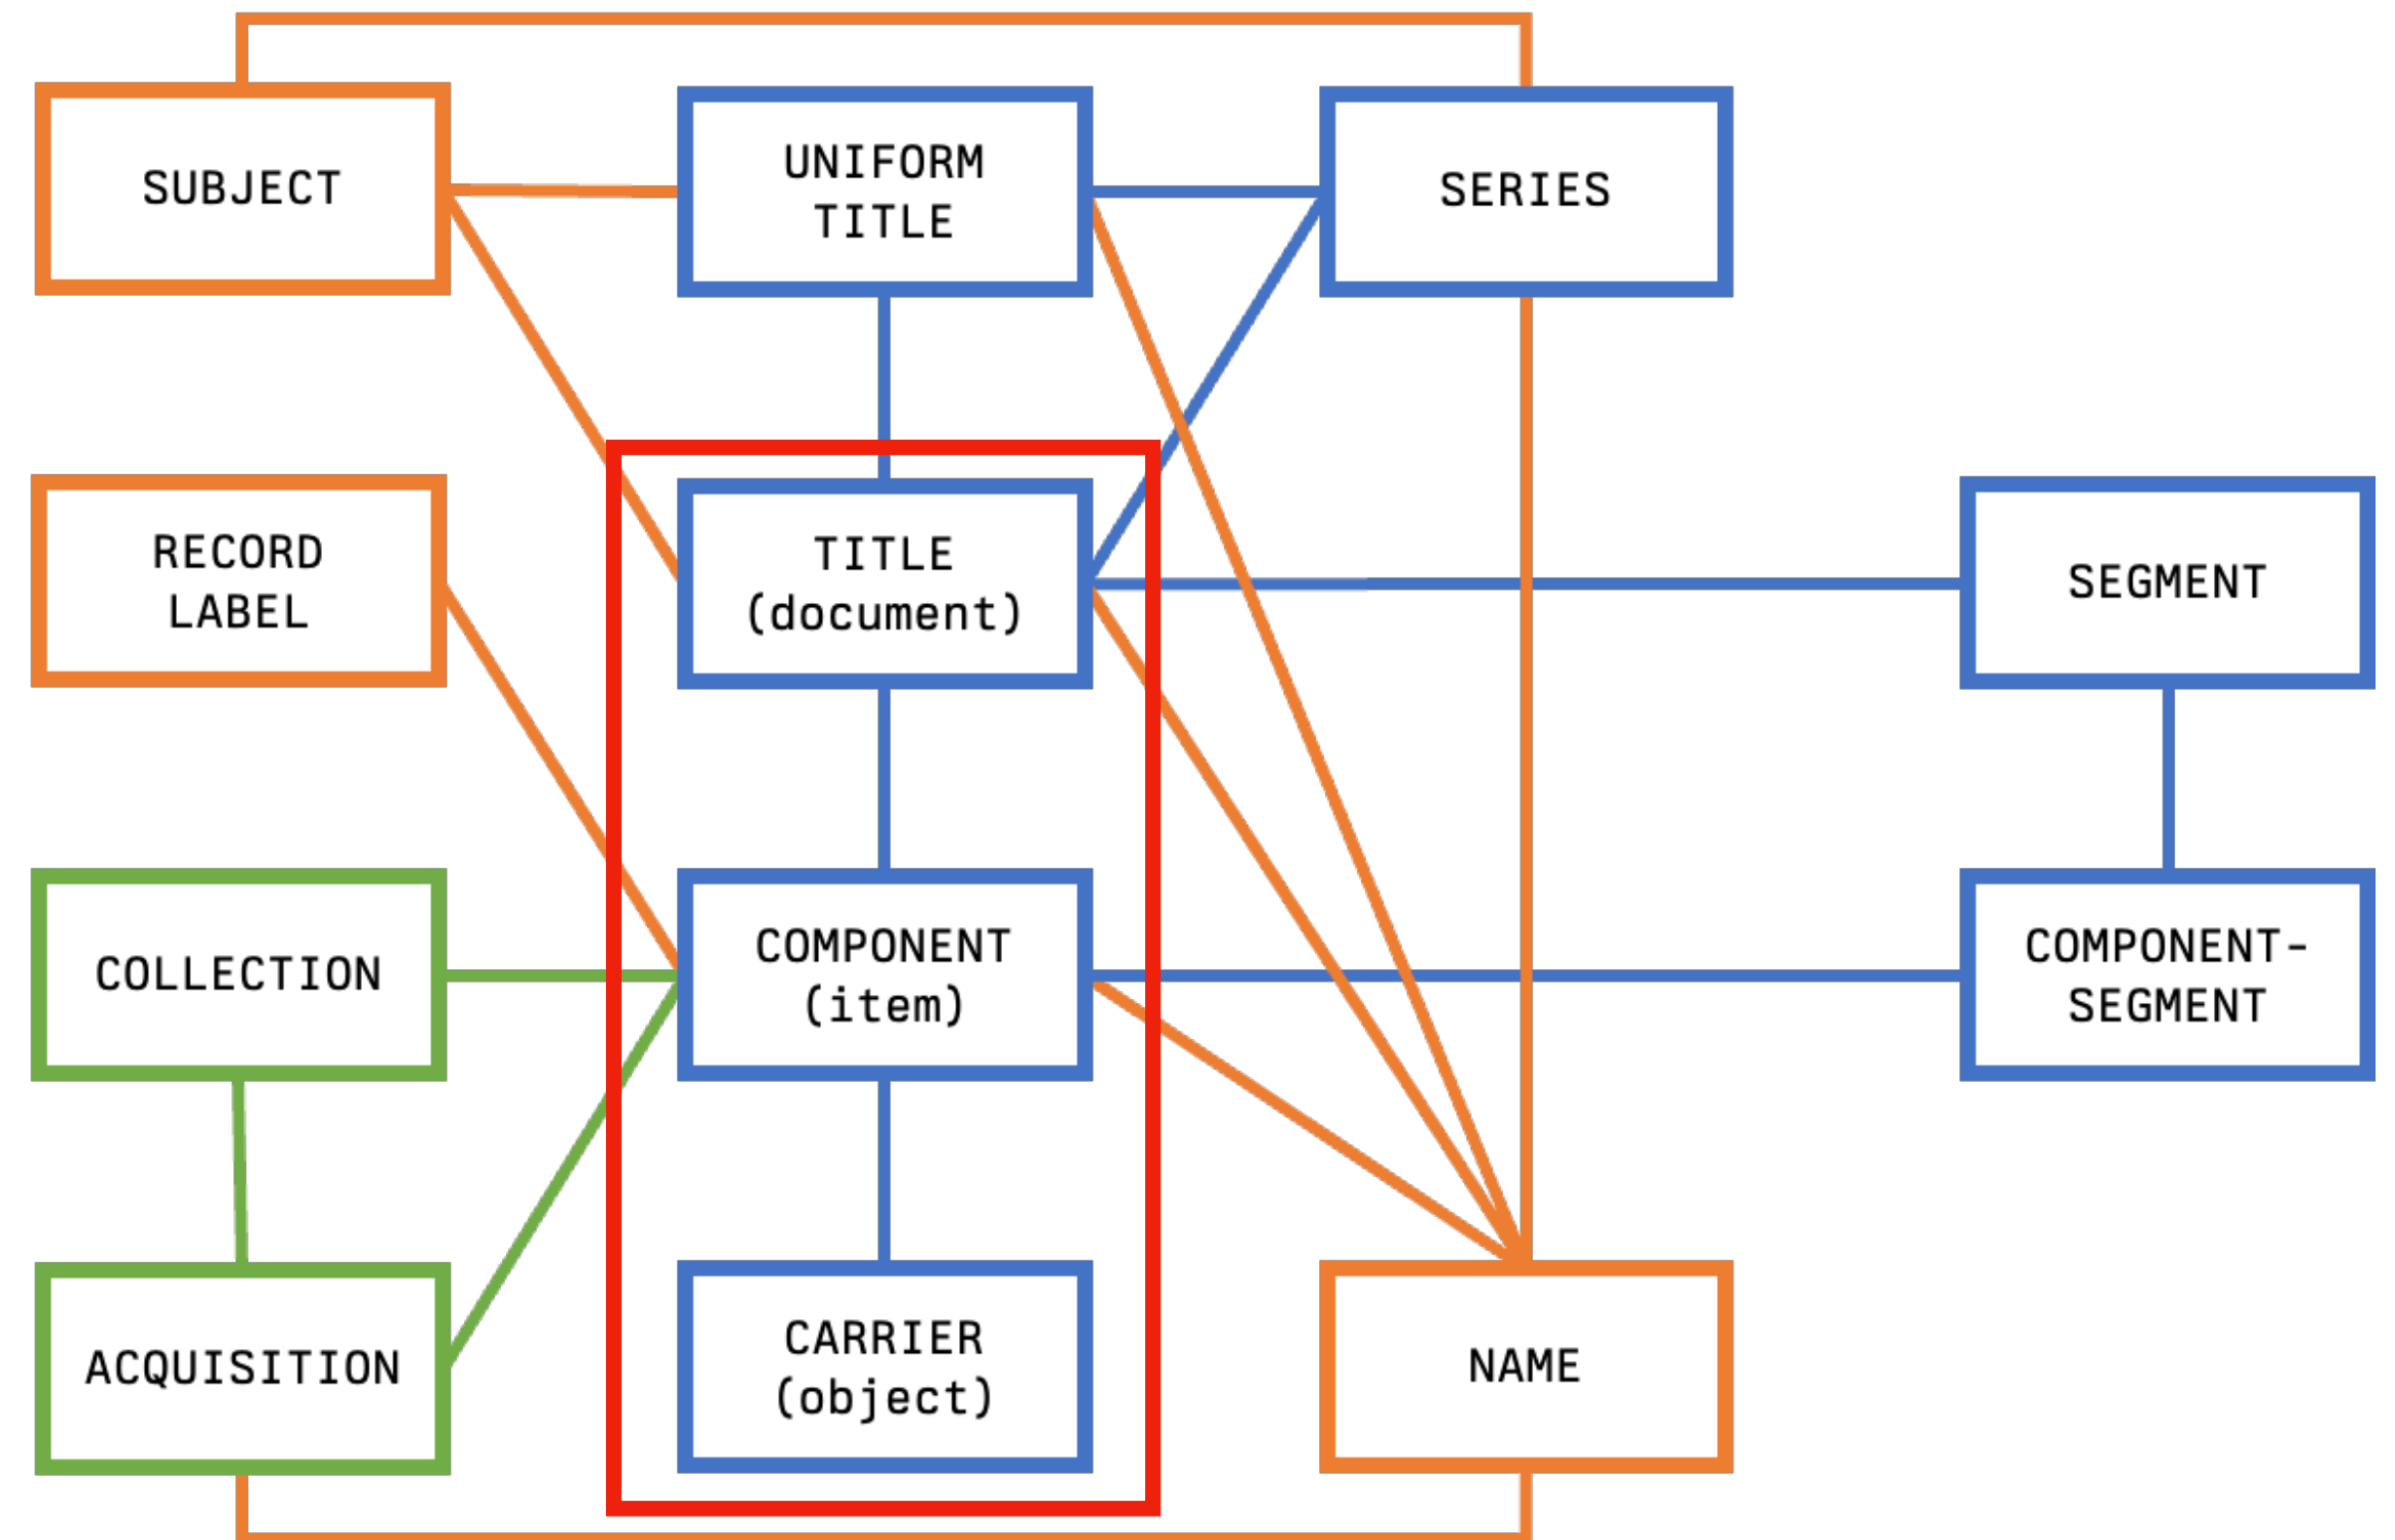 SUBJECT
UNIFORM
TITLE
SERIES
RECORD
LABEL
TITLE
(document)
SEGMENT
COLLECTION
COMPONENT
(item)
COMPONENT-
SEGMENT
ACQUISITION
CARRIER
(object)
NAME